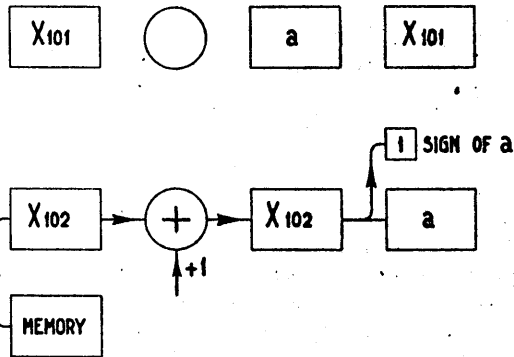 X101 a X101
1 SIGN OF a
X102 + X102 a
+1
MEMORY